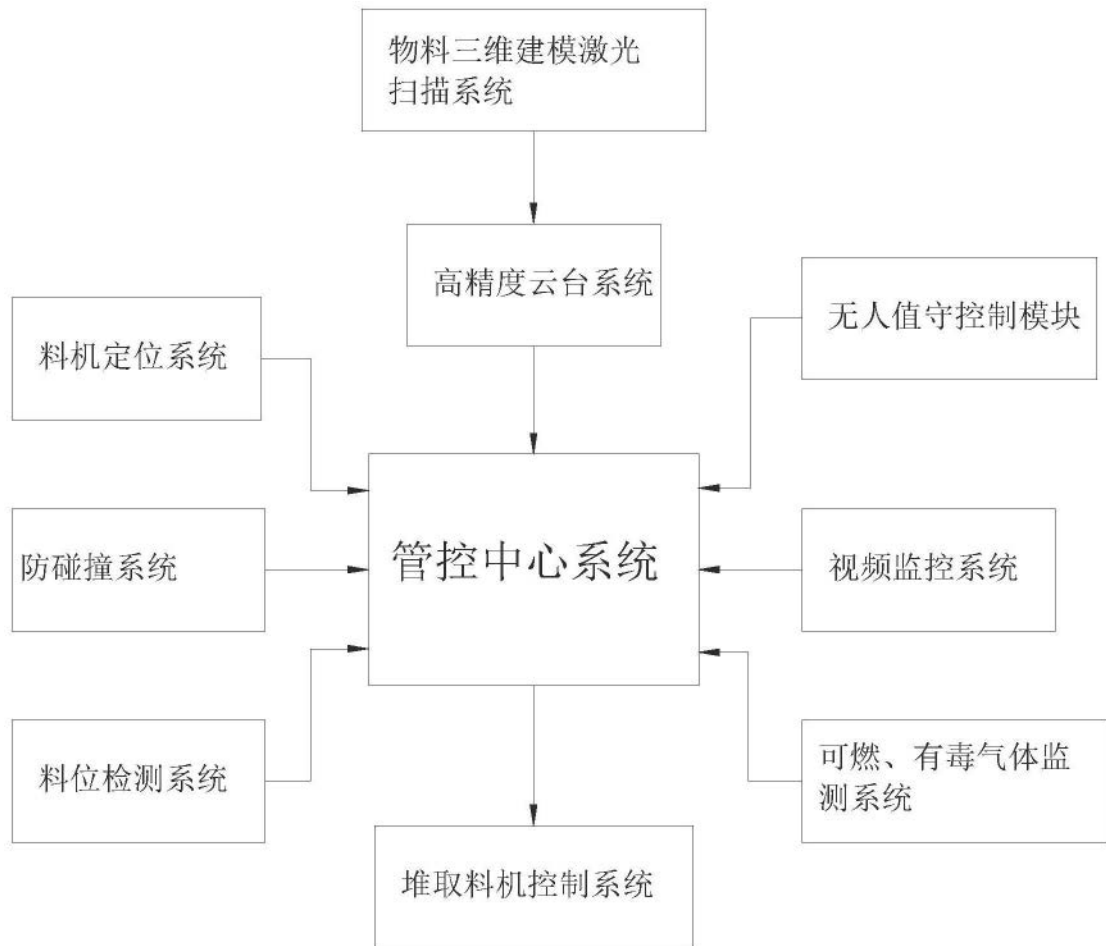 物料三维建模激光
扫描系统
高精度云台系统
无人值守控制模块
料机定位系统
管控中心系统
防碰撞系统
视频监控系统
料位检测系统
可燃、有毒气体监
测系统
堆取料机控制系统